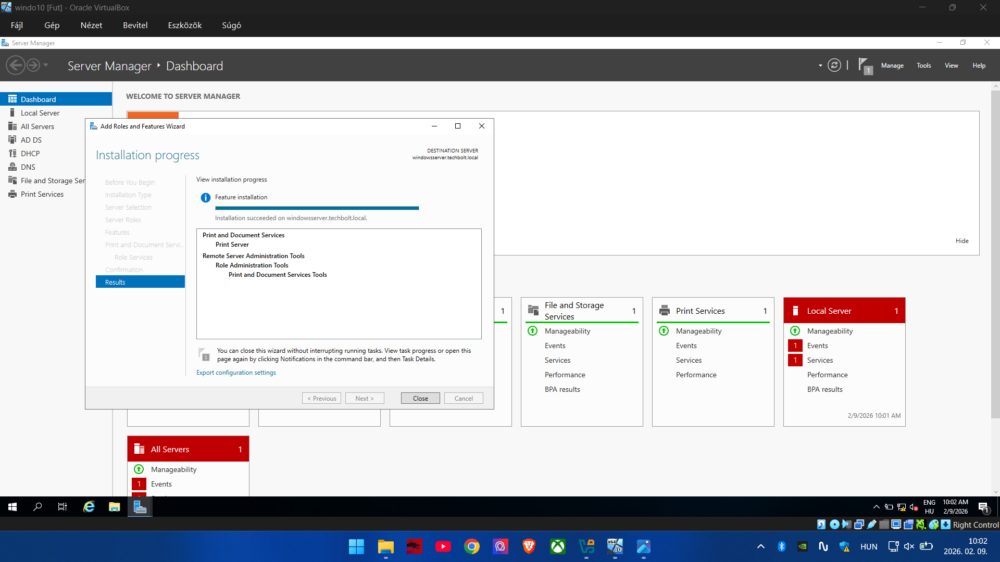 windo10 [Fut] - Oracle VirtualBox
Fájl Gép Nézet Bevitel Eszközök Súgó
Server Manager
Server Manager Dashboard
1 Manage Tools View Help
Dashboard
Local Server
All Servers
AD DS
DHCP
DNS
File and Storage Ser
Print Services
WELCOME TO SERVER MANAGER
Hide
Add Roles and Features Wizard
Installation progress
DESTINATION SERVER
windowsserver.techbolt.local
Before You Begin
Installation Type
Server Selection
Server Roles
Features
Print and Document Servi...
Role Services
Confirmation
Results
View installation progress
Feature installation
Installation succeeded on windowsserver.techbolt.local.
Print and Document Services
Print Server
Remote Server Administration Tools
Role Administration Tools
Print and Document Services Tools
1
You can close this wizard without interrupting running tasks. View task progress or open this
page again by clicking Notifications in the command bar, and then Task Details.
Export configuration settings
< Previous Next > Close Cancel
1
File and Storage
Services 1
Manageability
Events
Services
Performance
BPA results
Print Services 1
Manageability
Events
Services
Performance
Local Server 1
Manageability
1 Events
1 Services
Performance
BPA results
2/9/2026 10:01 AM
All Servers 1
Manageability
1 Events
ENG
HU
10:02 AM
2/9/2026
1
Right Control
X64
10
HUN
10:02
2026. 02. 09.